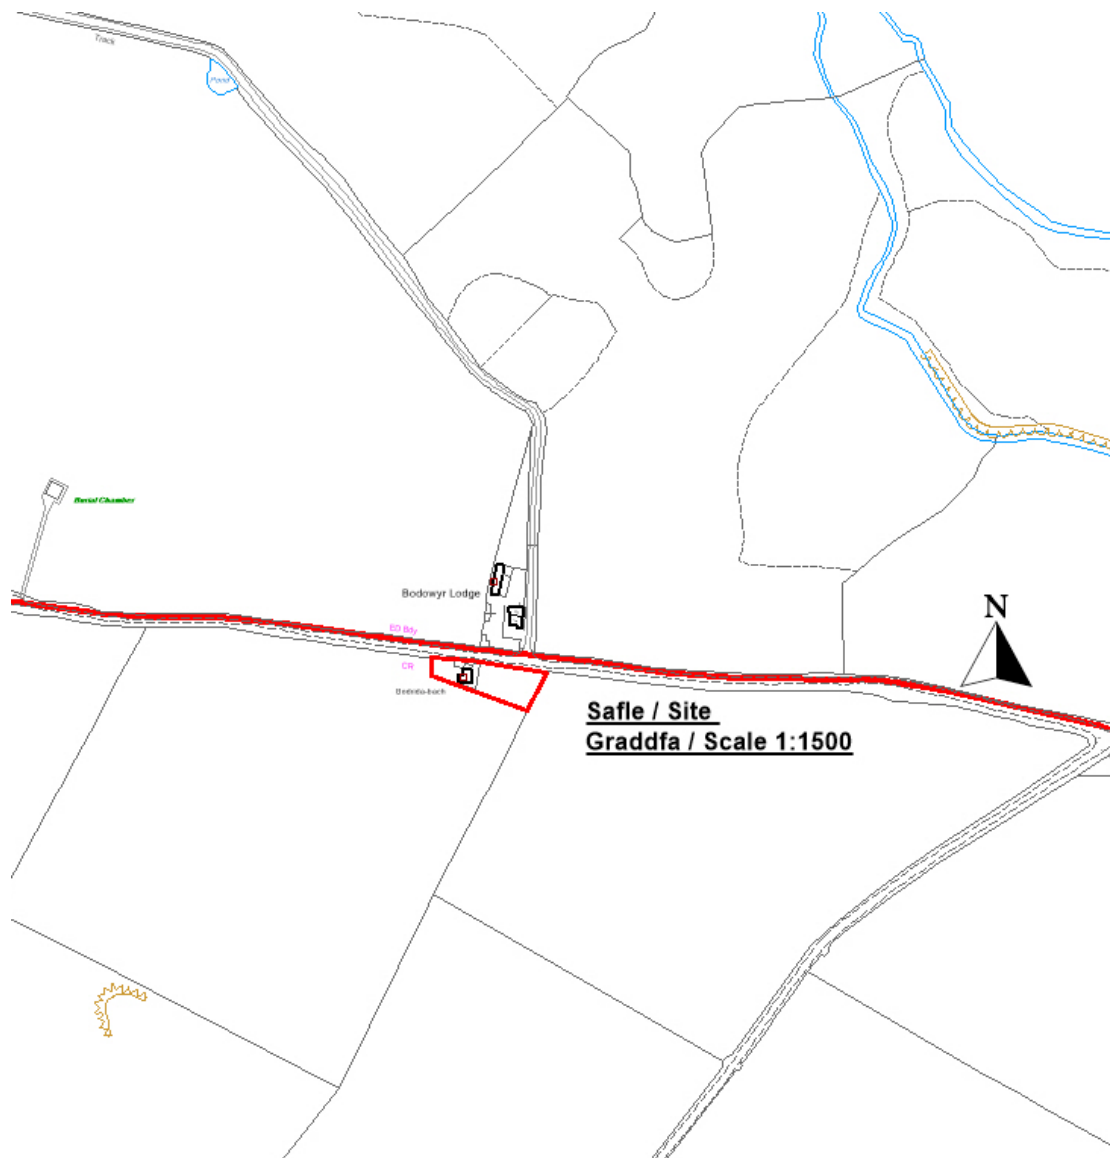 Track
Pond
Burial Chamber
Bodowyr Lodge
ED Bdy
CR
N
Safle / Site
Graddfa / Scale 1:1500